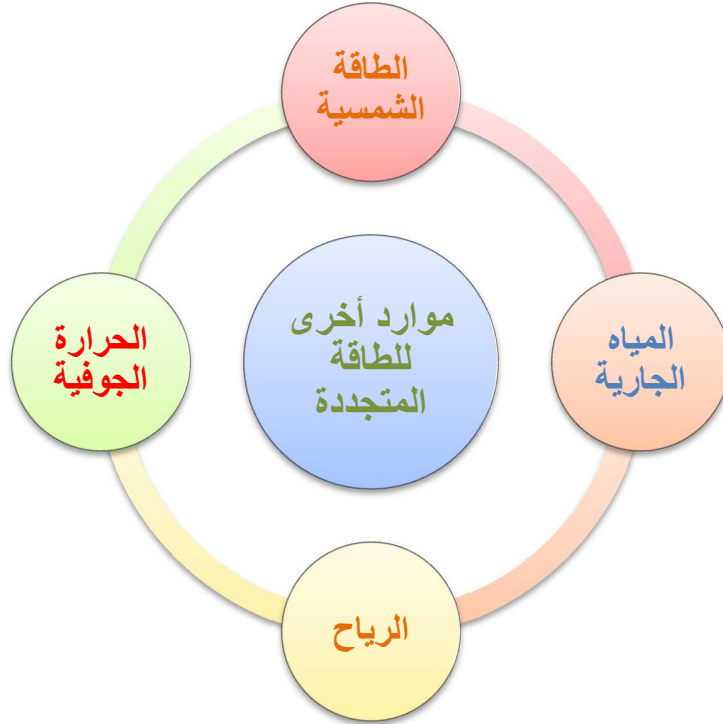 الطاقة
الشمسية
موارد أخرى
للطاقة
المتجددة
المياه
الجارية
الحرارة
الجوفية
الرياح